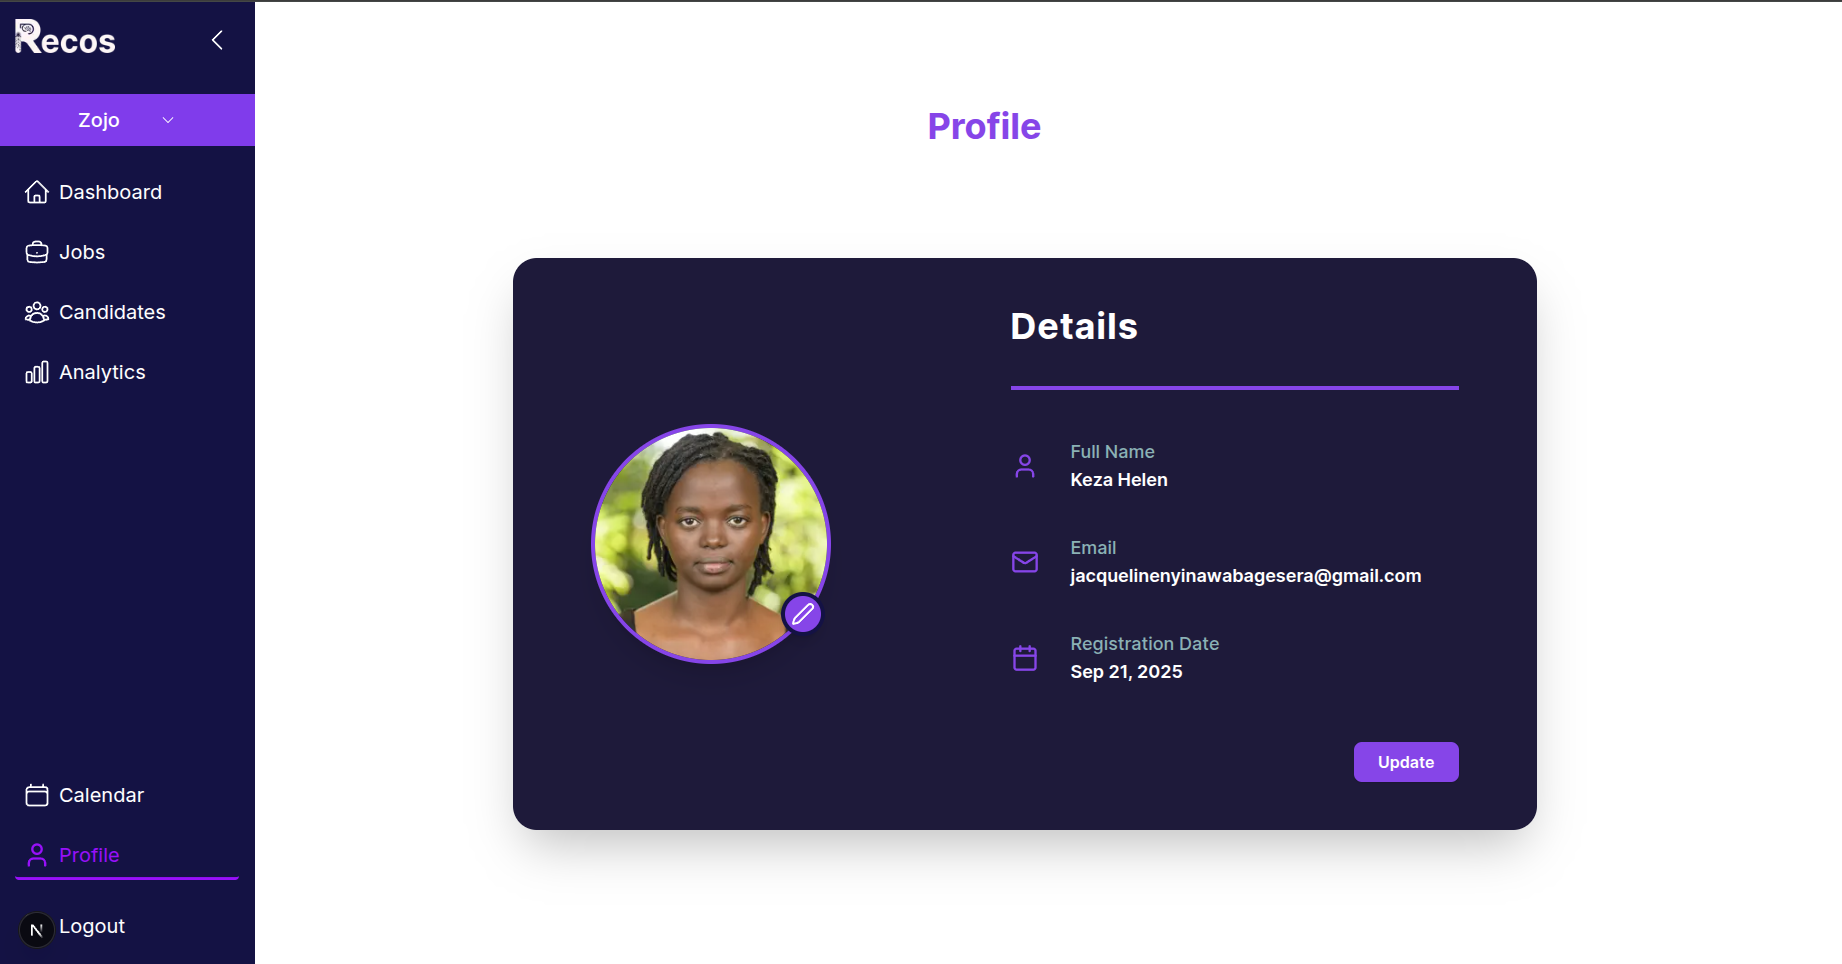 Recos
Zojo
Dashboard
Jobs
Candidates
Analytics
Calendar
Profile
N
Logout
Profile
Details
Full Name
Keza Helen
Email
jacquelinenyinawabagesera@gmail.com
Registration Date
Sep 21, 2025
Update